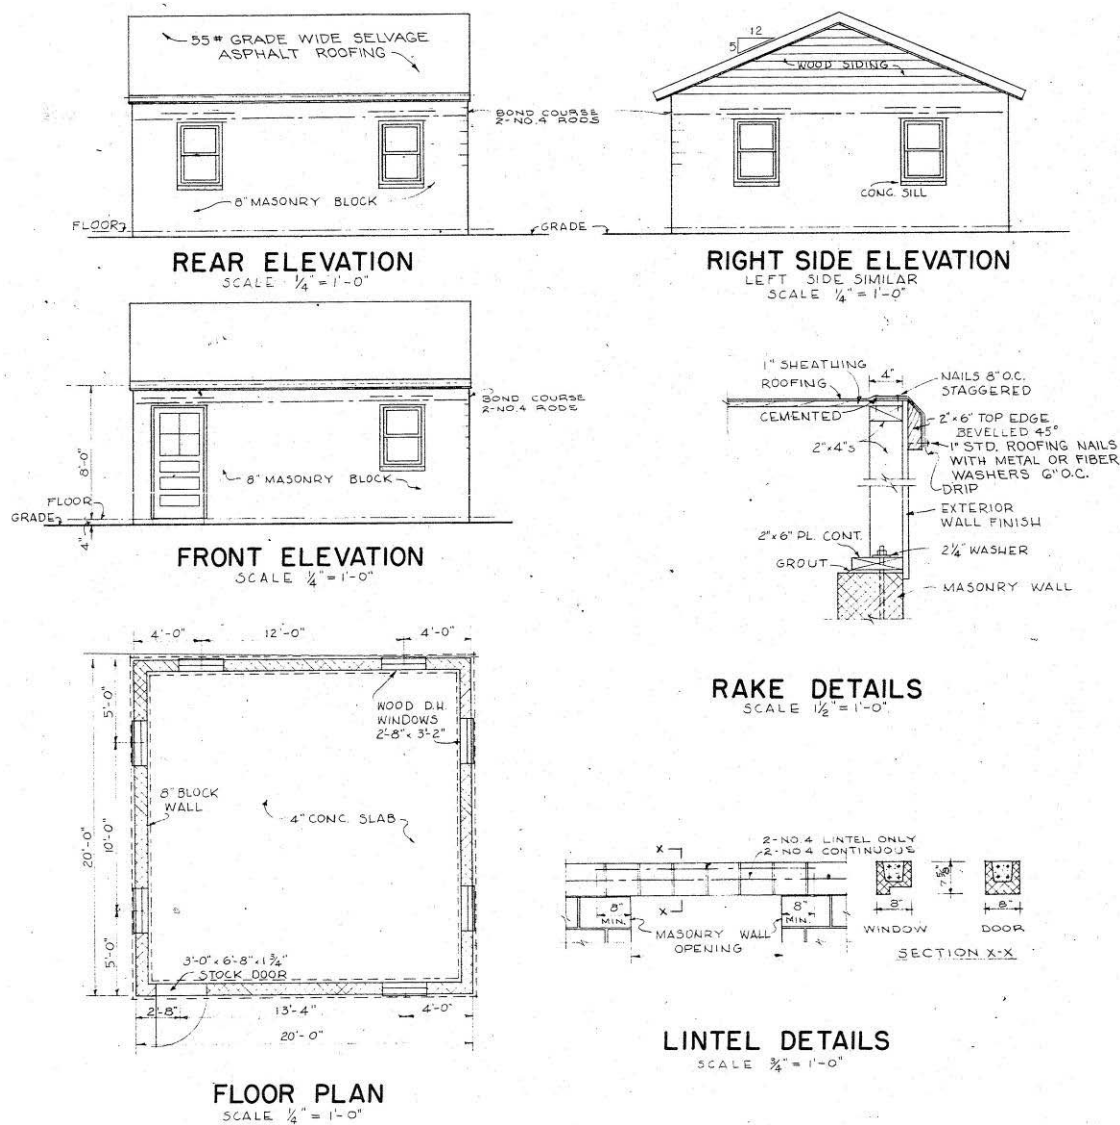 55# GRADE WIDE SELVAGE
ASPHALT ROOFING
BOND COURSE
2-NO.4 RODS
8" MASONRY BLOCK
FLOOR
GRADE
REAR ELEVATION
SCALE ¼" = 1'-0"
12
5
WOOD SIDING
CONC. SILL
RIGHT SIDE ELEVATION
LEFT SIDE SIMILAR
SCALE ¼" = 1'-0"
BOND COURSE
2-NO.4 RODS
8'-0"
8" MASONRY BLOCK
FLOOR
GRADE
4"
FRONT ELEVATION
SCALE ¼" = 1'-0"
1" SHEATHING
ROOFING
CEMENTED
4"
NAILS 8" O.C.
STAGGERED
2"x6" TOP EDGE
BEVELLED 45°
1" STD. ROOFING NAILS
WITH METAL OR FIBER
WASHERS 6" O.C.
DRIP
2"x4"s
EXTERIOR
WALL FINISH
2"x6" PL. CONT.
2¼" WASHER
GROUT
MASONRY WALL
RAKE DETAILS
SCALE 1½" = 1'-0"
4'-0" 12'-0" 4'-0"
5'-0"
WOOD D.H.
WINDOWS
2'-8" x 3'-2"
8" BLOCK
WALL
4" CONC. SLAB
20'-0"
10'-0"
5'-0"
3'-0" x 6'-8" x 1¾"
STOCK DOOR
2'-8" 13'-4" 4'-0"
20'-0"
FLOOR PLAN
SCALE ¼" = 1'-0"
2-NO.4 LINTEL ONLY
2-NO.4 CONTINUOUS
X
X
8"
MIN.
MASONRY WALL
OPENING
8"
MIN.
7⅝"
8"
WINDOW
8"
DOOR
SECTION X-X
LINTEL DETAILS
SCALE ¾" = 1'-0"